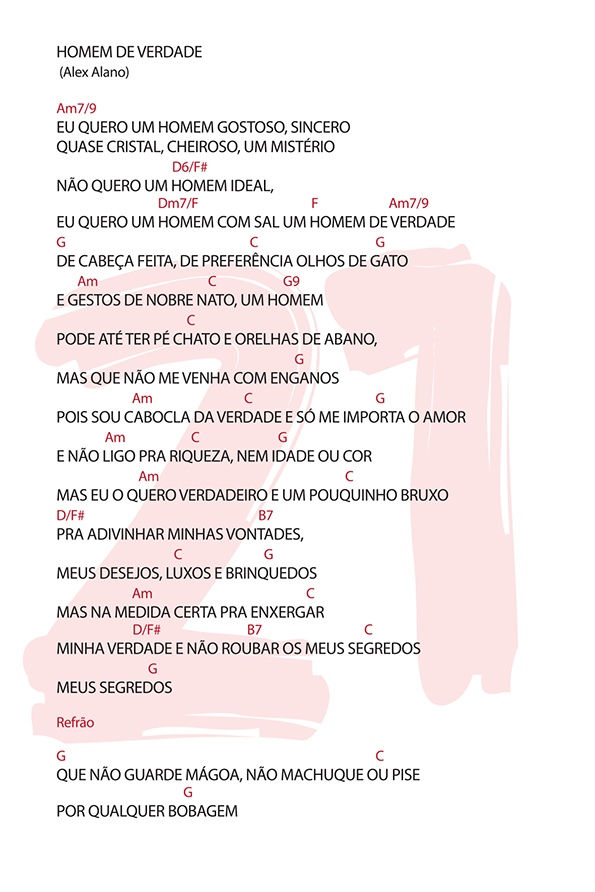 HOMEM DE VERDADE
(Alex Alano)
Am7/9
EU QUERO UM HOMEM GOSTOSO, SINCERO
QUASE CRISTAL, CHEIROSO, UM MISTÉRIO
D6/F#
NÃO QUERO UM HOMEM IDEAL,
Dm7/F F Am7/9
EU QUERO UM HOMEM COM SAL UM HOMEM DE VERDADE
G C G
DE CABEÇA FEITA, DE PREFERÊNCIA OLHOS DE GATO
Am C G9
E GESTOS DE NOBRE NATO, UM HOMEM
C
PODE ATÉ TER PÉ CHATO E ORELHAS DE ABANO,
G
MAS QUE NÃO ME VENHA COM ENGANOS
Am C G
POIS SOU CABOCLA DA VERDADE E SÓ ME IMPORTA O AMOR
Am C G
E NÃO LIGO PRA RIQUEZA, NEM IDADE OU COR
Am C
MAS EU O QUERO VERDADEIRO E UM POUQUINHO BRUXO
D/F# B7
PRA ADIVINHAR MINHAS VONTADES,
C G
MEUS DESEJOS, LUXOS E BRINQUEDOS
Am C
MAS NA MEDIDA CERTA PRA ENXERGAR
D/F# B7 C
MINHA VERDADE E NÃO ROUBAR OS MEUS SEGREDOS
G
MEUS SEGREDOS
Refrão
G C
QUE NÃO GUARDE MÁGOA, NÃO MACHUQUE OU PISE
G
POR QUALQUER BOBAGEM
21